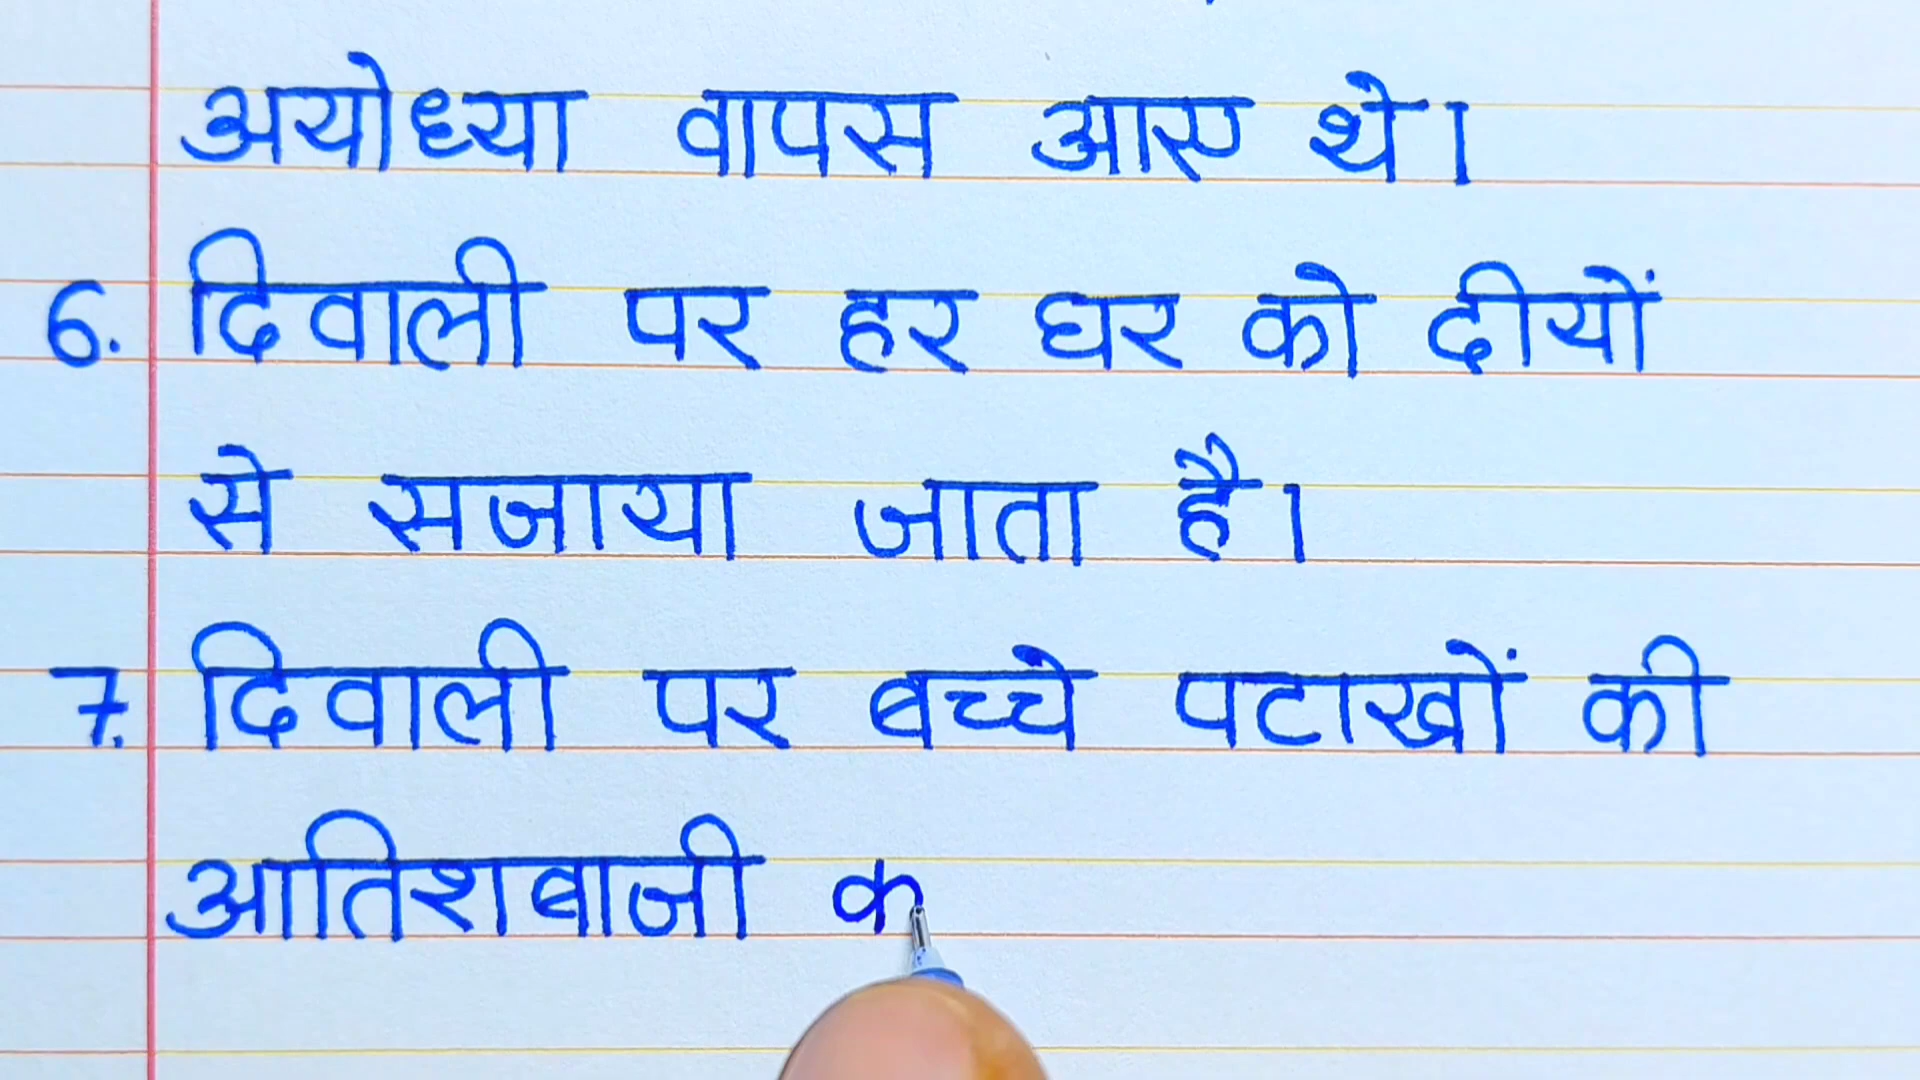 अयोध्या वापस आए थे।
6. दिवाली पर हर घर को दीयों
से सजाया जाता है।
7. दिवाली पर बच्चे पटाखों की
आतिशबाजी क